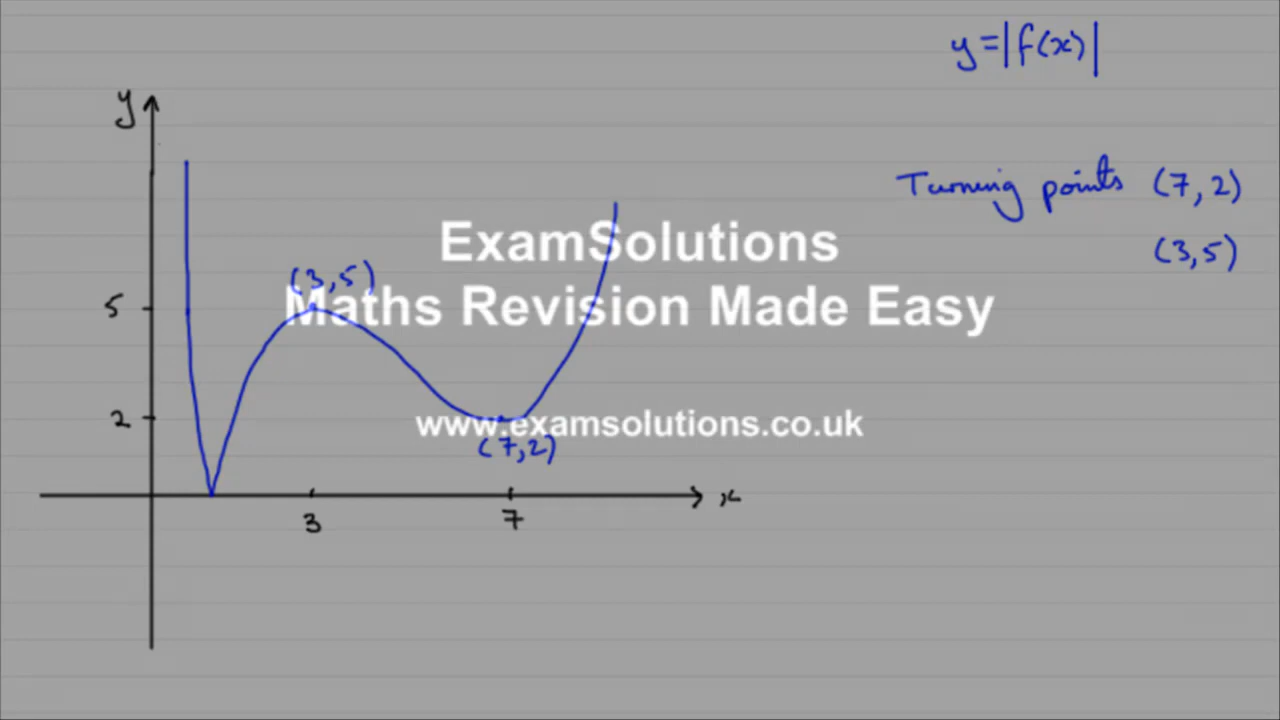 y=|f(x)|
y
Turning points (7,2)
(3,5)
ExamSolutions
(3,5)
5
Maths Revision Made Easy
2
www.examsolutions.co.uk
(7,2)
x
3
7